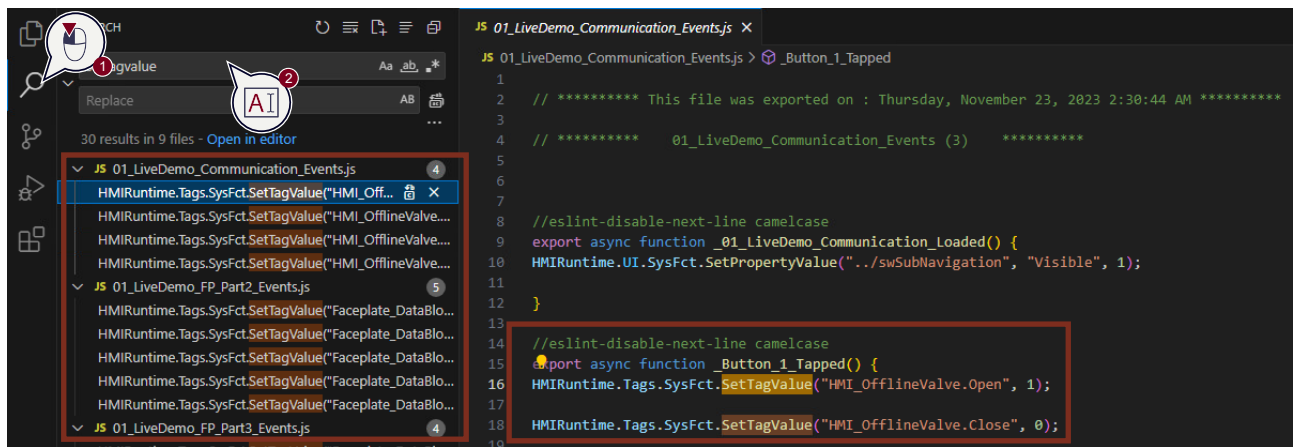 RCH
1
agvalue
Aa ab, .*
2
Replace
AI
AB
...
30 results in 9 files - Open in editor
JS 01_LiveDemo_Communication_Events.js 4
HMIRuntime.Tags.SysFct.SetTagValue("HMI_Off...
HMIRuntime.Tags.SysFct.SetTagValue("HMI_OfflineValve....
HMIRuntime.Tags.SysFct.SetTagValue("HMI_OfflineValve....
HMIRuntime.Tags.SysFct.SetTagValue("HMI_OfflineValve....
JS 01_LiveDemo_FP_Part2_Events.js 5
HMIRuntime.Tags.SysFct.SetTagValue("Faceplate_DataBlo...
HMIRuntime.Tags.SysFct.SetTagValue("Faceplate_DataBlo...
HMIRuntime.Tags.SysFct.SetTagValue("Faceplate_DataBlo...
HMIRuntime.Tags.SysFct.SetTagValue("Faceplate_DataBlo...
HMIRuntime.Tags.SysFct.SetTagValue("Faceplate_DataBlo...
JS 01_LiveDemo_FP_Part3_Events.js 4
JS 01_LiveDemo_Communication_Events.js
JS 01_LiveDemo_Communication_Events.js > _Button_1_Tapped
1
2 // ********** This file was exported on : Thursday, November 23, 2023 2:30:44 AM **********
3
4 // ********** 01_LiveDemo_Communication_Events (3) **********
5
6
7
8 //eslint-disable-next-line camelcase
9 export async function _01_LiveDemo_Communication_Loaded() {
10 HMIRuntime.UI.SysFct.SetPropertyValue("../swSubNavigation", "Visible", 1);
11
12 }
13
14 //eslint-disable-next-line camelcase
15 export async function _Button_1_Tapped() {
16 HMIRuntime.Tags.SysFct.SetTagValue("HMI_OfflineValve.Open", 1);
17
18 HMIRuntime.Tags.SysFct.SetTagValue("HMI_OfflineValve.Close", 0);
19